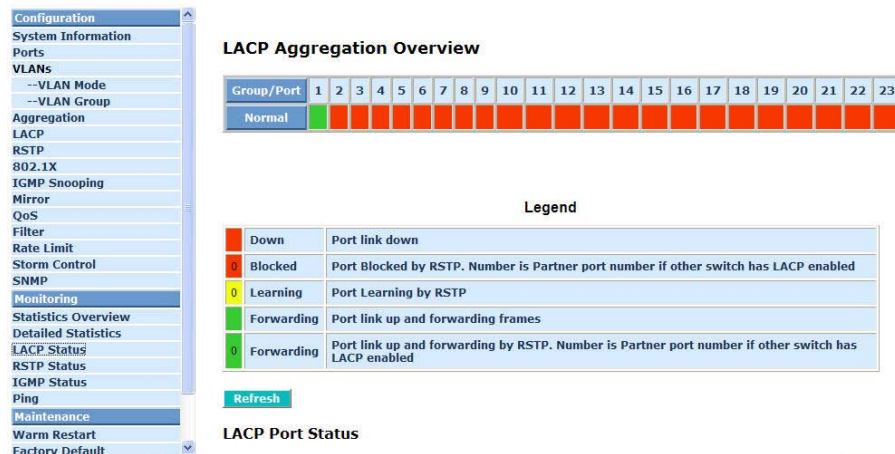 Configuration
System Information
Ports
VLANs
--VLAN Mode
--VLAN Group
Aggregation
LACP
RSTP
802.1X
IGMP Snooping
Mirror
QoS
Filter
Rate Limit
Storm Control
SNMP
Monitoring
Statistics Overview
Detailed Statistics
LACP Status
RSTP Status
IGMP Status
Ping
Maintenance
Warm Restart
Factory Default
LACP Aggregation Overview
Group/Port 1 2 3 4 5 6 7 8 9 10 11 12 13 14 15 16 17 18 19 20 21 22 23
Normal
Legend
Down Port link down
0 Blocked Port Blocked by RSTP. Number is Partner port number if other switch has LACP enabled
0 Learning Port Learning by RSTP
Forwarding Port link up and forwarding frames
0 Forwarding Port link up and forwarding by RSTP. Number is Partner port number if other switch has
LACP enabled
Refresh
LACP Port Status